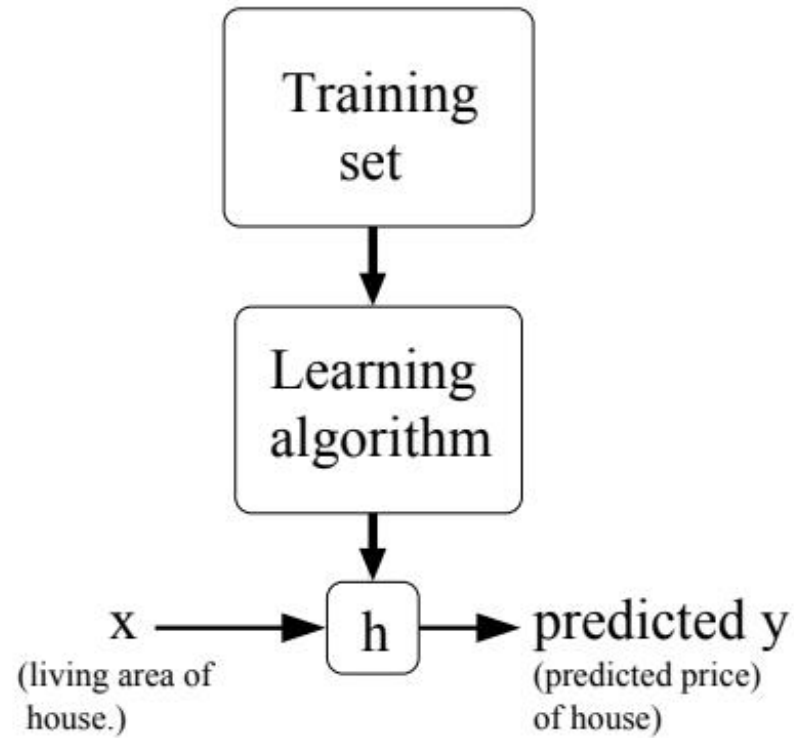 Training
set
Learning
algorithm
x
h
predicted y
(living area of
house.)
(predicted price)
of house)